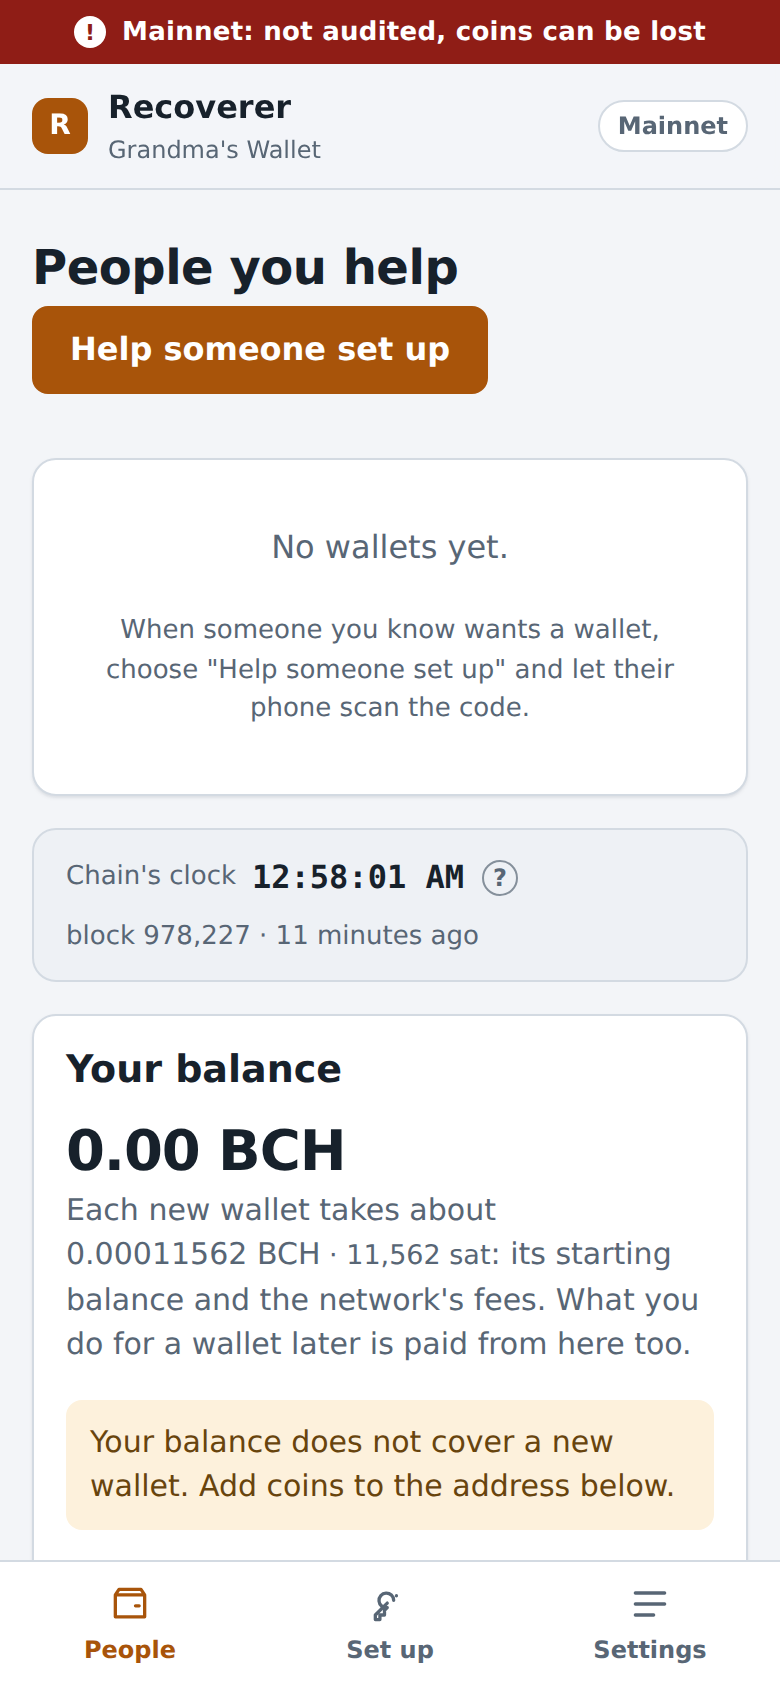 ! Mainnet: not audited, coins can be lost
R
Recoverer
Grandma's Wallet
Mainnet
People you help
Help someone set up
No wallets yet.
When someone you know wants a wallet,
choose "Help someone set up" and let their
phone scan the code.
Chain's clock 12:58:01 AM ?
block 978,227 · 11 minutes ago
Your balance
0.00 BCH
Each new wallet takes about
0.00011562 BCH · 11,562 sat: its starting
balance and the network's fees. What you
do for a wallet later is paid from here too.
Your balance does not cover a new
wallet. Add coins to the address below.
People
Set up
Settings